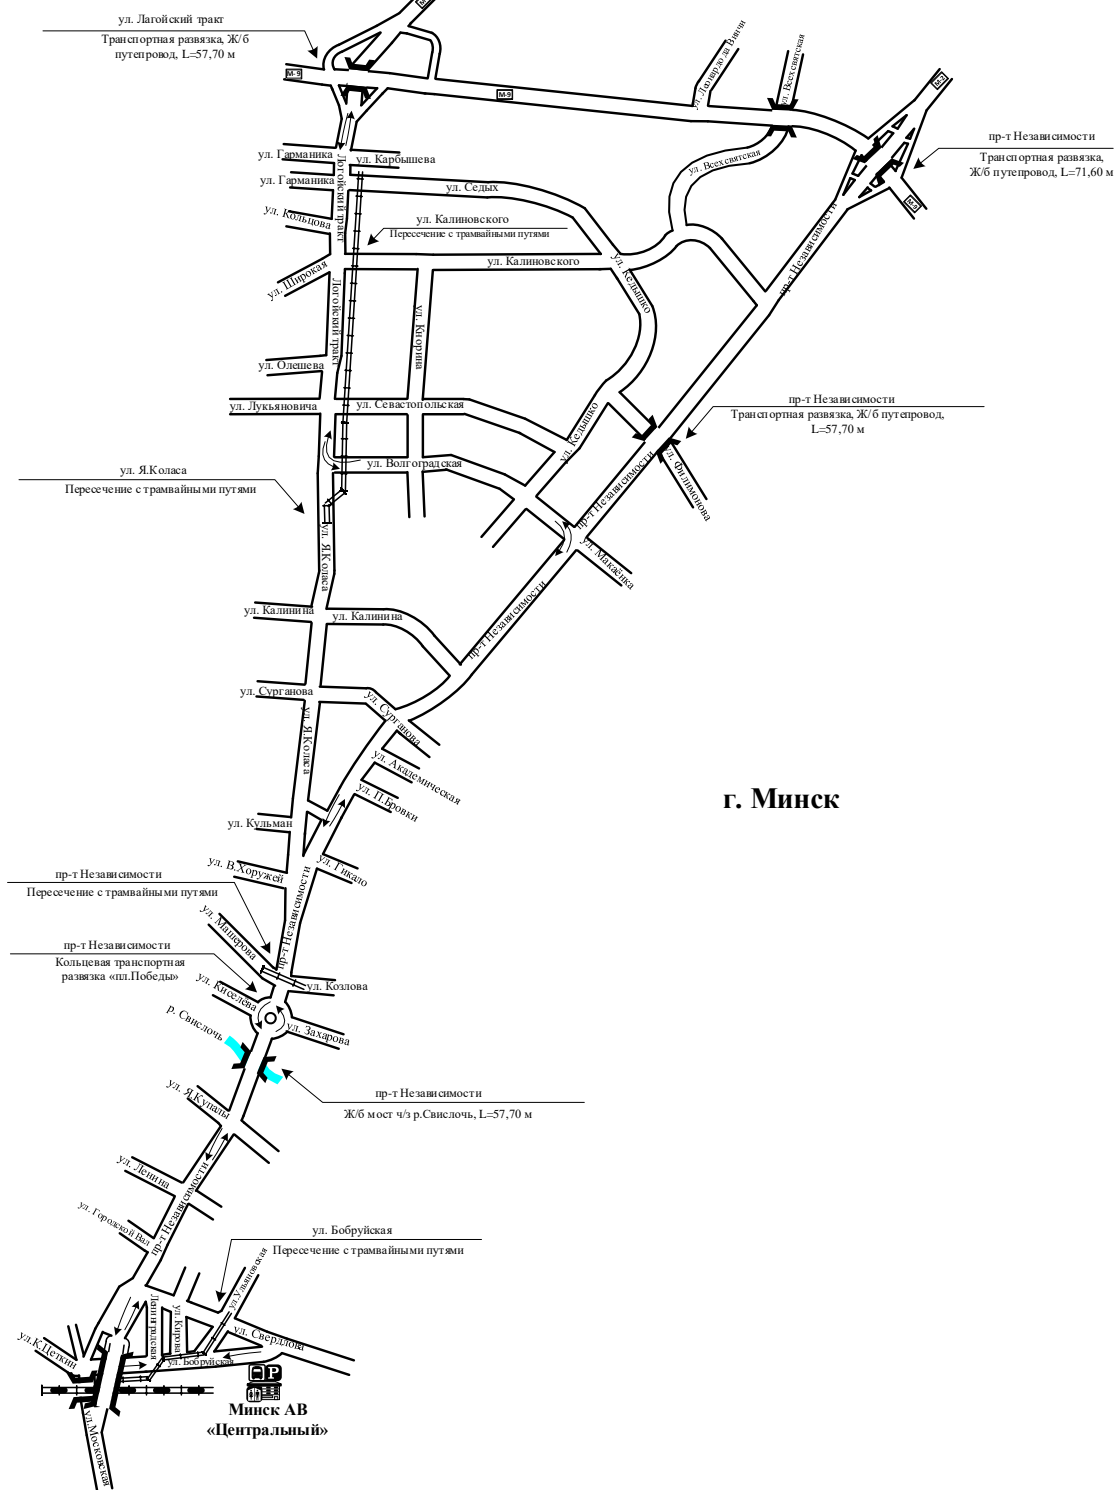 ул. Лагойский тракт
Транспортная развязка, Ж/б
путепровод, L=57,70 м
М-9
М-9
ул. Леонардода Винчи
ул. Всехсвятская
М-2
пр-т Независимости
Транспортная развязка,
Ж/б путепровод, L=71,60 м
М-9
ул. Гарманика
ул. Карбышева
ул. Гарманика
ул. Седых
Логойский тракт
ул. Всехсвятская
ул. Кольцова
ул. Калиновского
Пересечение с трамвайными путями
ул. Широкая
ул. Калиновского
ул. Кедышко
пр-т Независимости
Логойский тракт
ул. Кнорина
ул. Олешева
ул. Лукьяновича
ул. Севастопольская
ул. Кедышко
пр-т Независимости
Транспортная развязка, Ж/б путепровод,
L=57,70 м
ул. Волгоградская
ул. Я.Коласа
Пересечение с трамвайными путями
пр-т Независимости
ул. Филимонова
ул. Я.Коласа
ул. Макаёнка
ул. Калинина
ул. Калинина
пр-т Независимости
ул. Сурганова
ул. Сурганова
ул. Я.Коласа
ул. Академическая
ул. П.Бровки
г. Минск
ул. Кульман
ул. В.Хоружей
ул. Гикало
пр-т Независимости
Пересечение с трамвайными путями
ул. Машерова
пр-т Независимости
пр-т Независимости
Кольцевая транспортная
развязка «пл.Победы»
ул. Киселёва
ул. Козлова
р. Свислочь
ул. Захарова
пр-т Независимости
Ж/б мост ч/з р.Свислочь, L=57,70 м
ул. Я.Купалы
ул. Ленина
пр-т Независимости
ул. Городской Вал
ул. Бобруйская
Пересечение с трамвайными путями
ул.Ульяновская
Ленинградская
ул.Кирова
ул. Свердлова
ул.К.Цеткин
ул. Бобруйская
P
Минск АВ
«Центральный»
ул.Московская